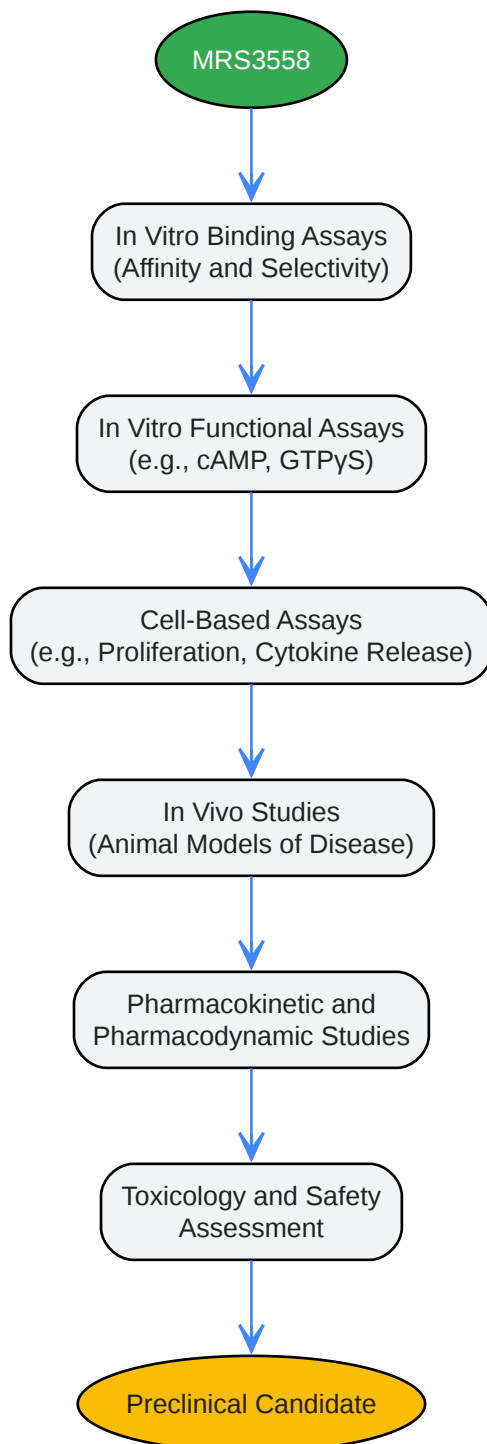 MRS3558
In Vitro Binding Assays
(Affinity and Selectivity)
In Vitro Functional Assays
(e.g., cAMP, GTPγS)
Cell-Based Assays
(e.g., Proliferation, Cytokine Release)
In Vivo Studies
(Animal Models of Disease)
Pharmacokinetic and
Pharmacodynamic Studies
Toxicology and Safety
Assessment
Preclinical Candidate